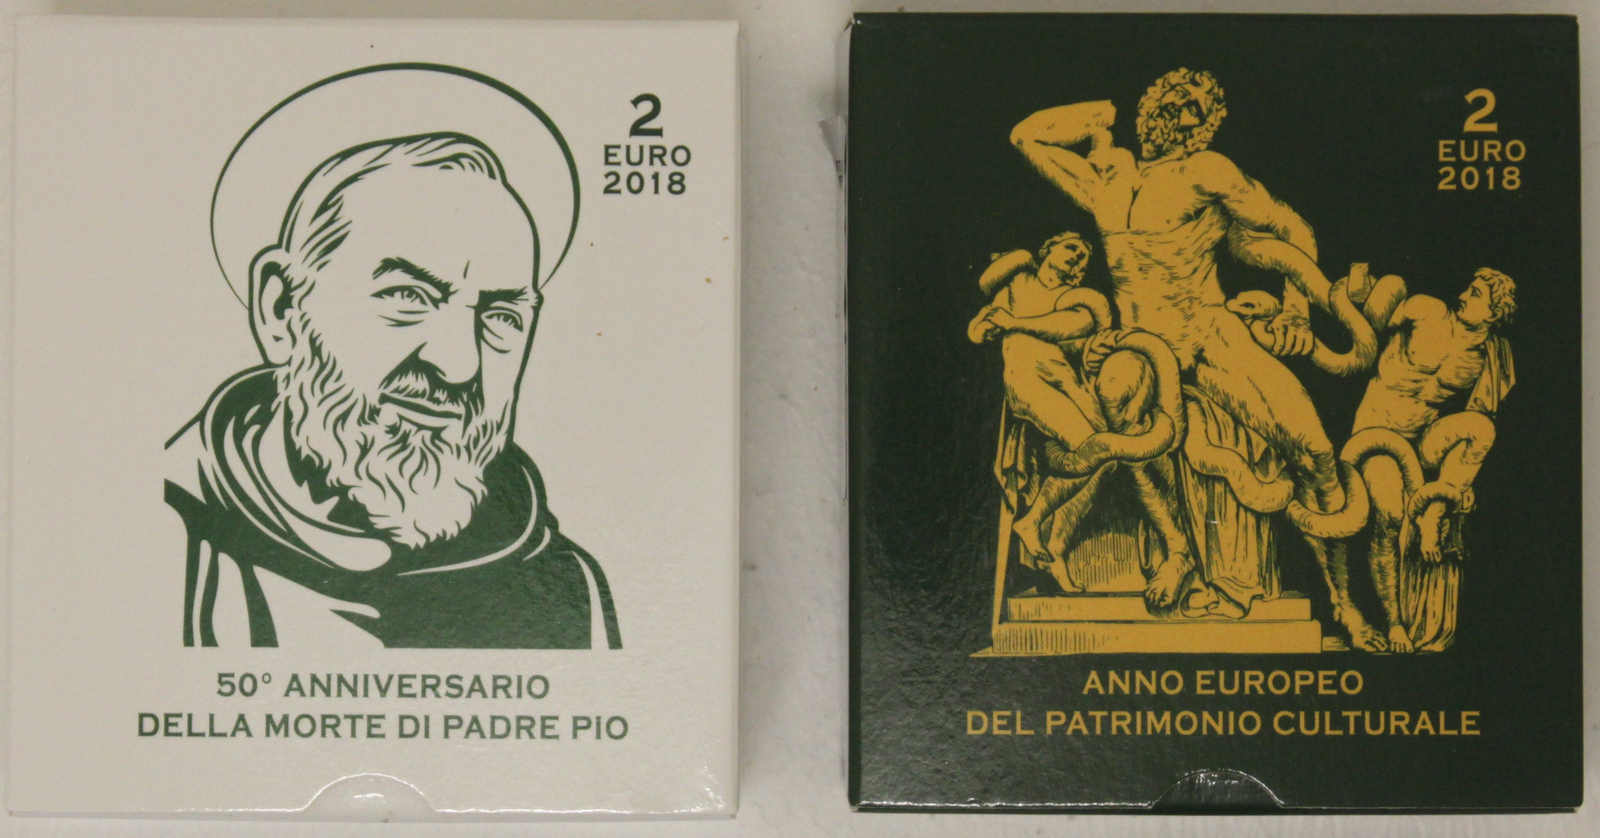 2
EURO
2018
50° ANNIVERSARIO
DELLA MORTE DI PADRE PIO
2
EURO
2018
ANNO EUROPEO
DEL PATRIMONIO CULTURALE